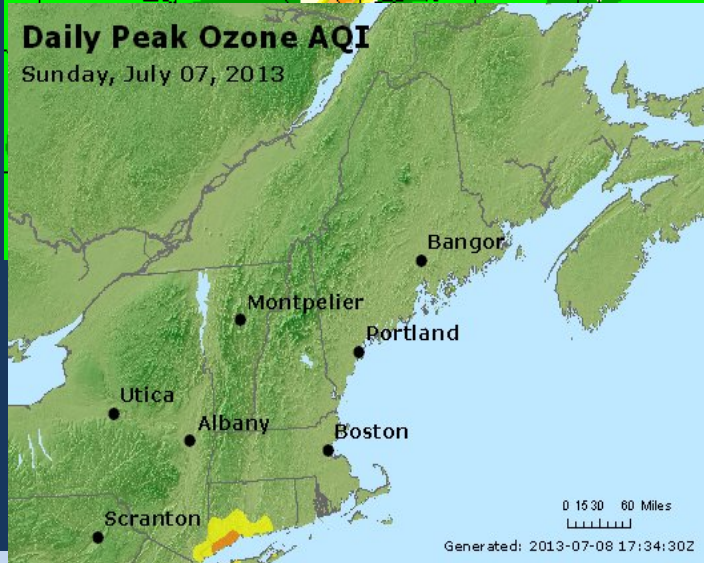 Daily Peak Ozone AQI
Sunday, July 07, 2013
Bangor
Montpelier
Portland
Utica
Albany
Boston
Scranton
0 15 30 60 Miles
Generated: 2013-07-08 17:34:30Z